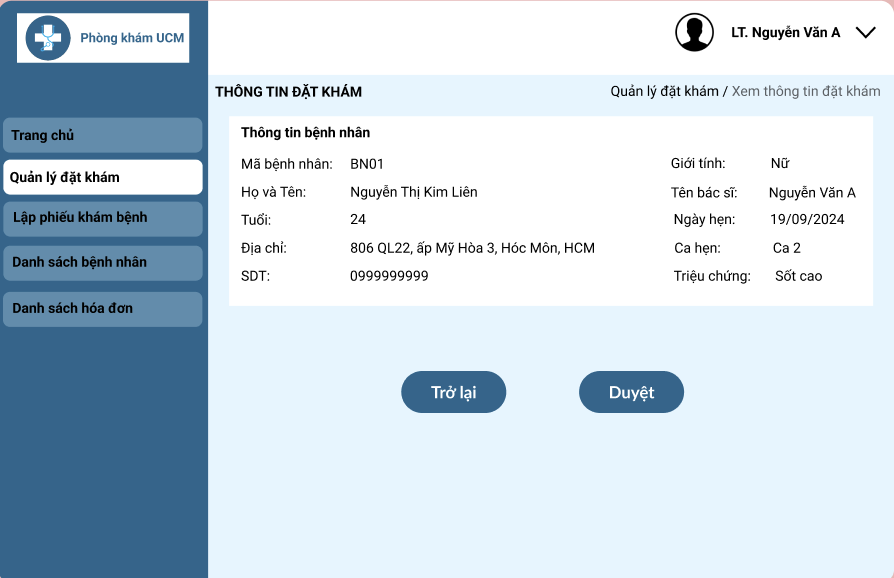 Phòng khám UCM
LT. Nguyễn Văn A
THÔNG TIN ĐẶT KHÁM
Quản lý đặt khám / Xem thông tin đặt khám
Trang chủ
Quản lý đặt khám
Lập phiếu khám bệnh
Danh sách bệnh nhân
Danh sách hóa đơn
Thông tin bệnh nhân
Mã bệnh nhân: BN01
Giới tính: Nữ
Họ và Tên: Nguyễn Thị Kim Liên
Tên bác sĩ: Nguyễn Văn A
Tuổi: 24
Ngày hẹn: 19/09/2024
Địa chỉ: 806 QL22, ấp Mỹ Hòa 3, Hóc Môn, HCM
Ca hẹn: Ca 2
SDT: 0999999999
Triệu chứng: Sốt cao
Trở lại
Duyệt